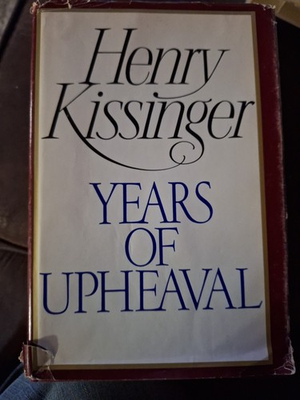 Henry
Kissinger
YEARS
OF
UPHEAVAL